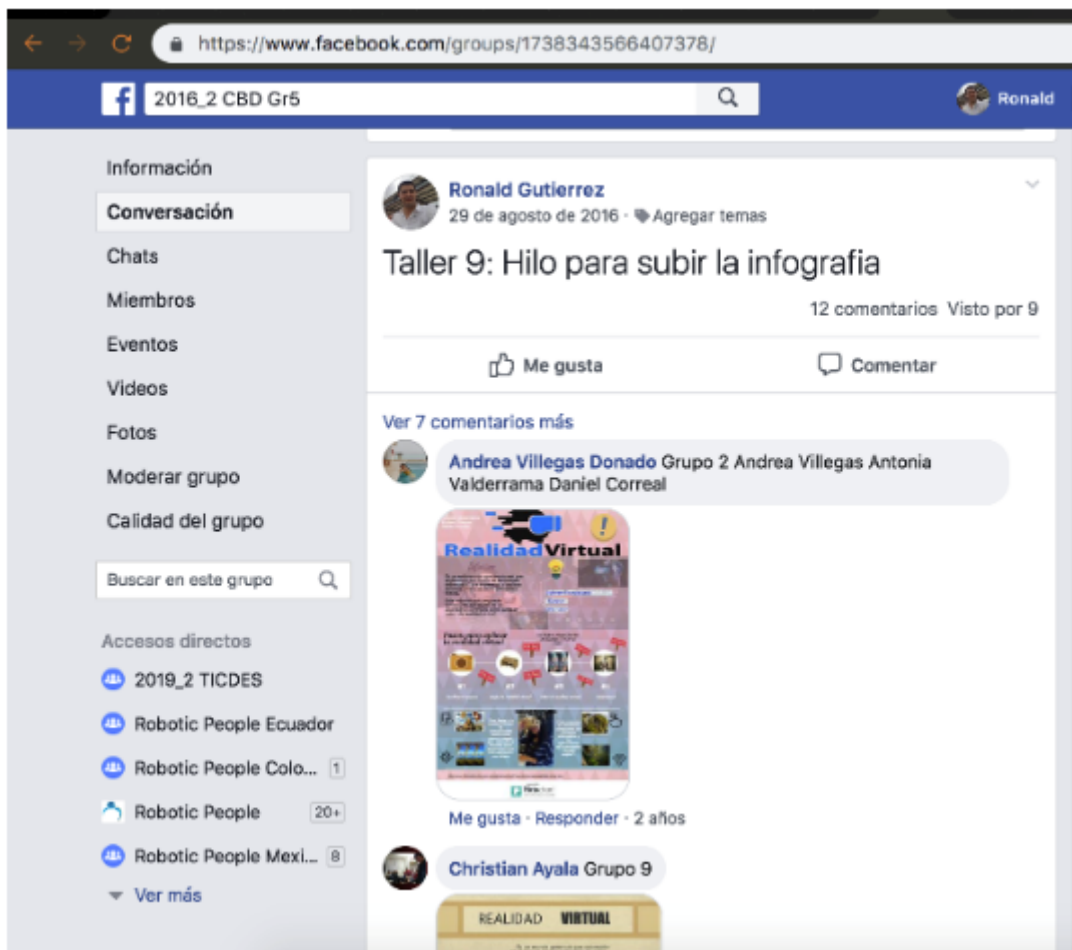 https://www.facebook.com/groups/1738343566407378/
2016_2 CBD Gr5
Ronald
Información
Conversación
Chats
Miembros
Eventos
Videos
Fotos
Moderar grupo
Calidad del grupo
Buscar en este grupo
Accesos directos
2019_2 TICDES
Robotic People Ecuador
Robotic People Colo... 1
Robotic People 20+
Robotic People Mexi... 8
Ver más
Ronald Gutierrez
29 de agosto de 2016 · Agregar temas
Taller 9: Hilo para subir la infografia
12 comentarios Visto por 9
Me gusta
Comentar
Ver 7 comentarios más
Andrea Villegas Donado Grupo 2 Andrea Villegas Antonia
Valderrama Daniel Correal
RealidadVirtual
Me gusta · Responder · 2 años
Christian Ayala Grupo 9
REALIDAD VIRTUAL